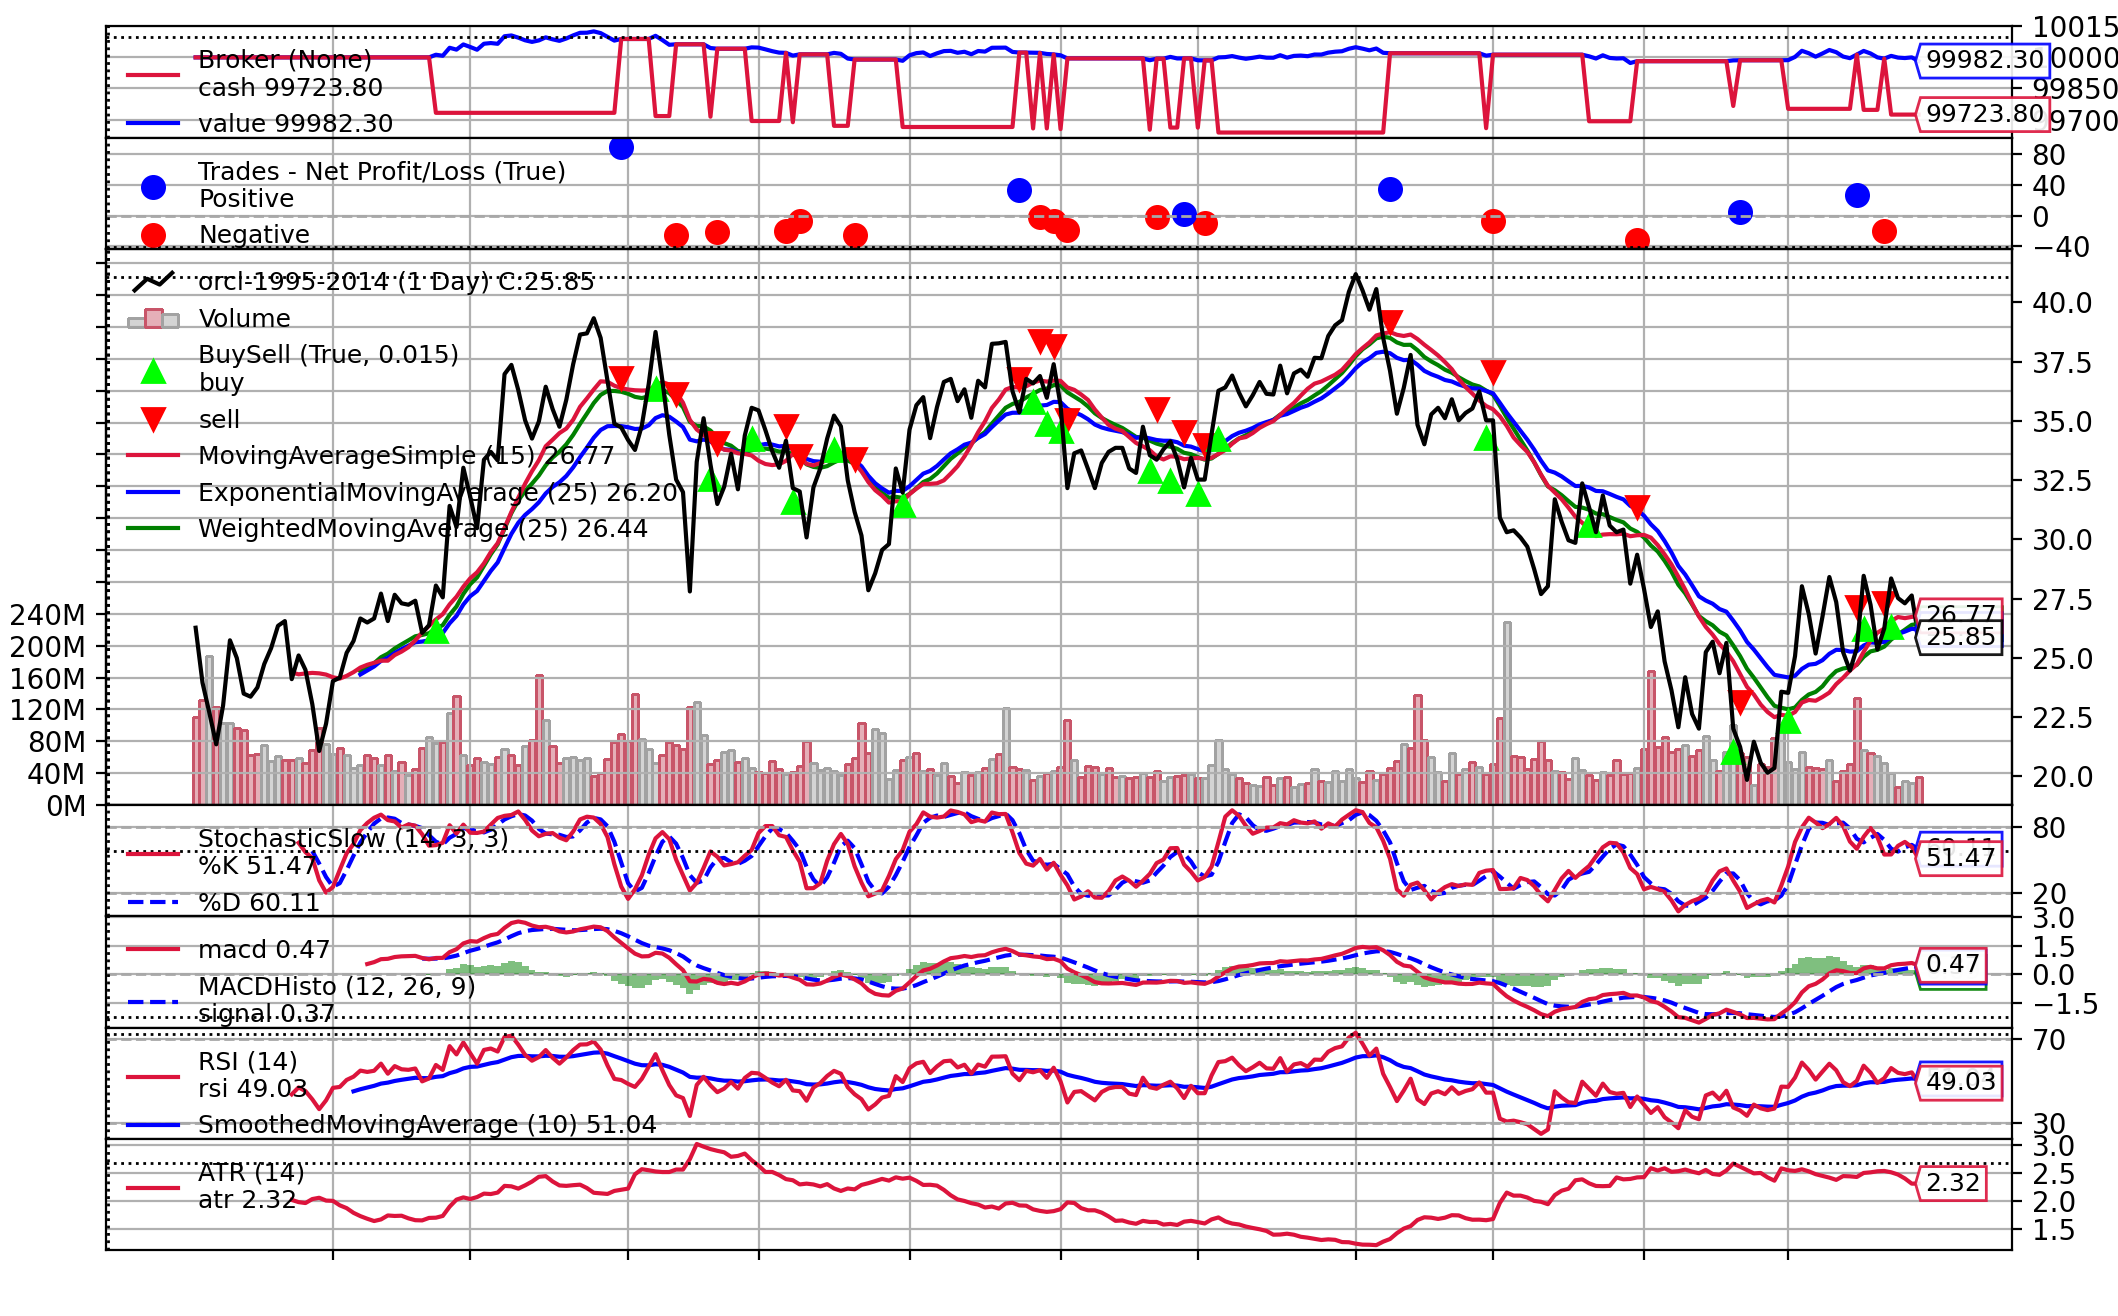 10015
Broker (None)
cash 99723.80
value 99982.30
99982.30
0000
99850
99723.80
9700
Trades - Net Profit/Loss (True)
Positive
Negative
80
40
0
−40
orcl-1995-2014 (1 Day) C:25.85
Volume
BuySell (True, 0.015)
buy
sell
MovingAverageSimple (15) 26.77
ExponentialMovingAverage (25) 26.20
WeightedMovingAverage (25) 26.44
40.0
37.5
35.0
32.5
30.0
27.5
25.0
22.5
20.0
26.77
25.85
240M
200M
160M
120M
80M
40M
0M
StochasticSlow (14, 3, 3)
%K 51.47
%D 60.11
80
51.47
20
macd 0.47
MACDHisto (12, 26, 9)
signal 0.37
3.0
1.5
0.47
0.0
−1.5
RSI (14)
rsi 49.03
SmoothedMovingAverage (10) 51.04
70
49.03
30
ATR (14)
atr 2.32
3.0
2.5
2.32
2.0
1.5